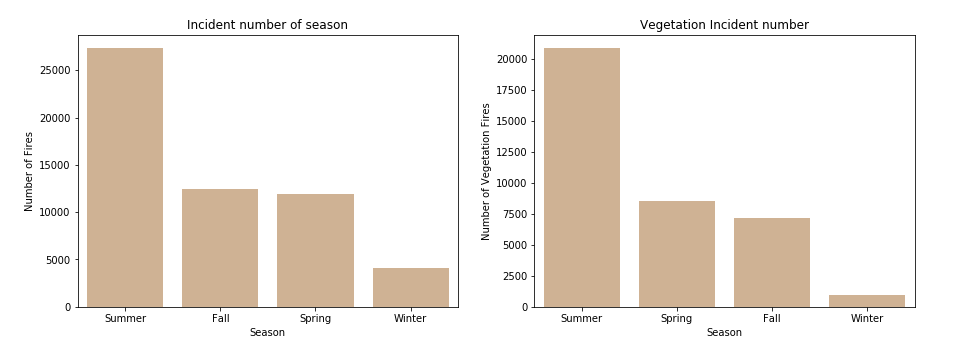 Incident number of season
Number of Fires
25000
20000
15000
10000
5000
0
Summer Fall Spring Winter
Season
Vegetation Incident number
Number of Vegetation Fires
20000
17500
15000
12500
10000
7500
5000
2500
0
Summer Spring Fall Winter
Season